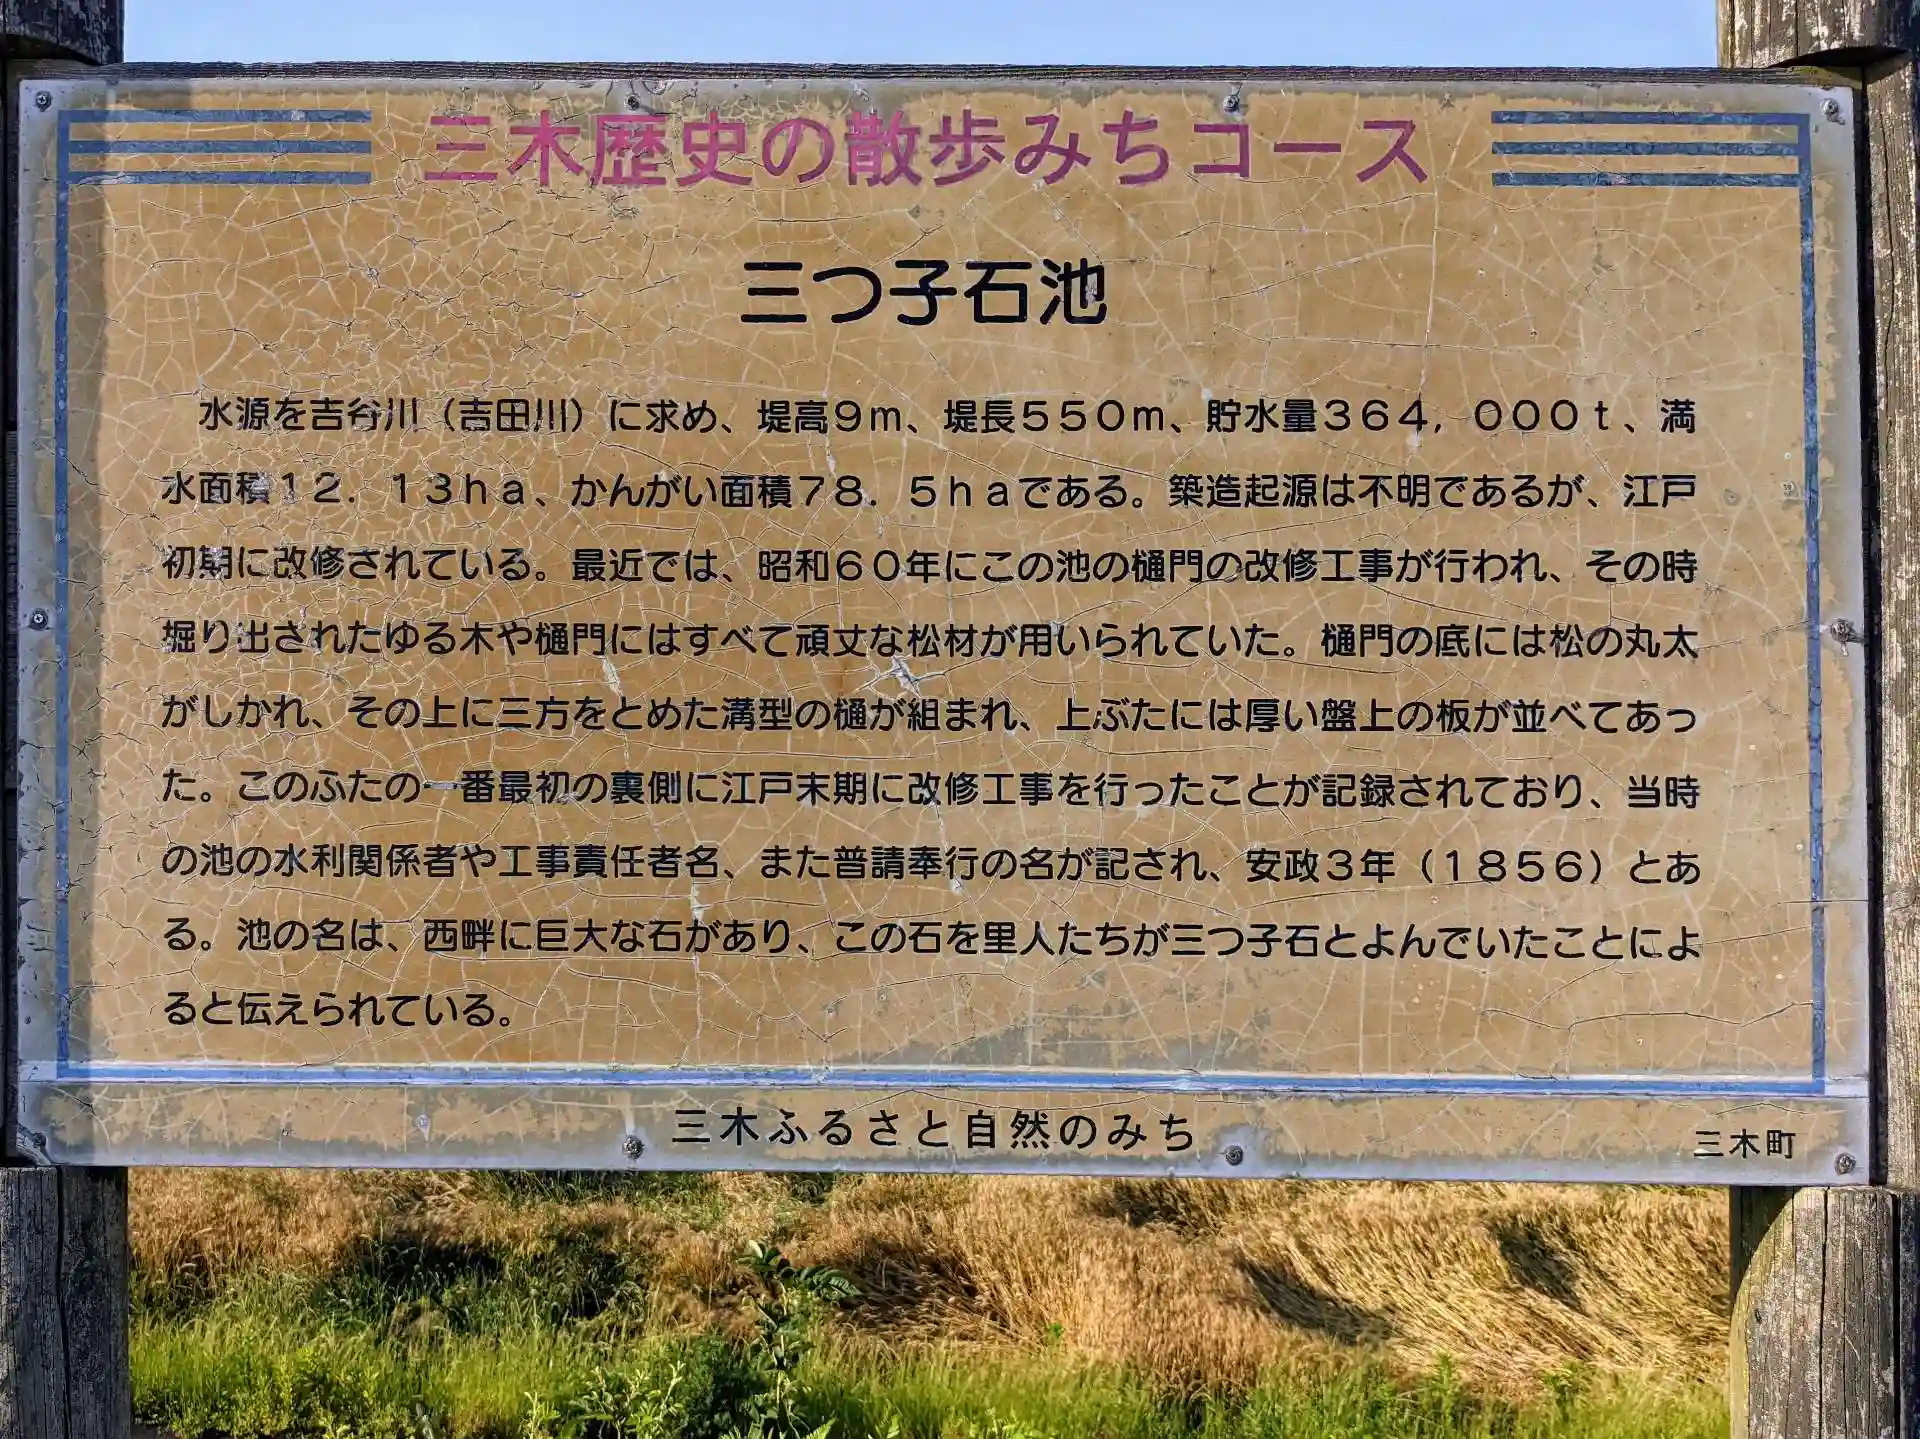 三木歴史の散歩みちコース
三つ子石池
水源を吉谷川（吉田川）に求め、堤高９ｍ、堤長５５０ｍ、貯水量３６４，０００ｔ、満
水面積１２．１３ｈａ、かんがい面積７８．５ｈａである。築造起源は不明であるが、江戸
初期に改修されている。最近では、昭和６０年にこの池の樋門の改修工事が行われ、その時
堀り出されたゆる木や樋門にはすべて頑丈な松材が用いられていた。樋門の底には松の丸太
がしかれ、その上に三方をとめた溝型の樋が組まれ、上ぶたには厚い盤上の板が並べてあっ
た。このふたの一番最初の裏側に江戸末期に改修工事を行ったことが記録されており、当時
の池の水利関係者や工事責任者名、また普請奉行の名が記され、安政３年（１８５６）とあ
る。池の名は、西畔に巨大な石があり、この石を里人たちが三つ子石とよんでいたことによ
ると伝えられている。
三木ふるさと自然のみち
三木町